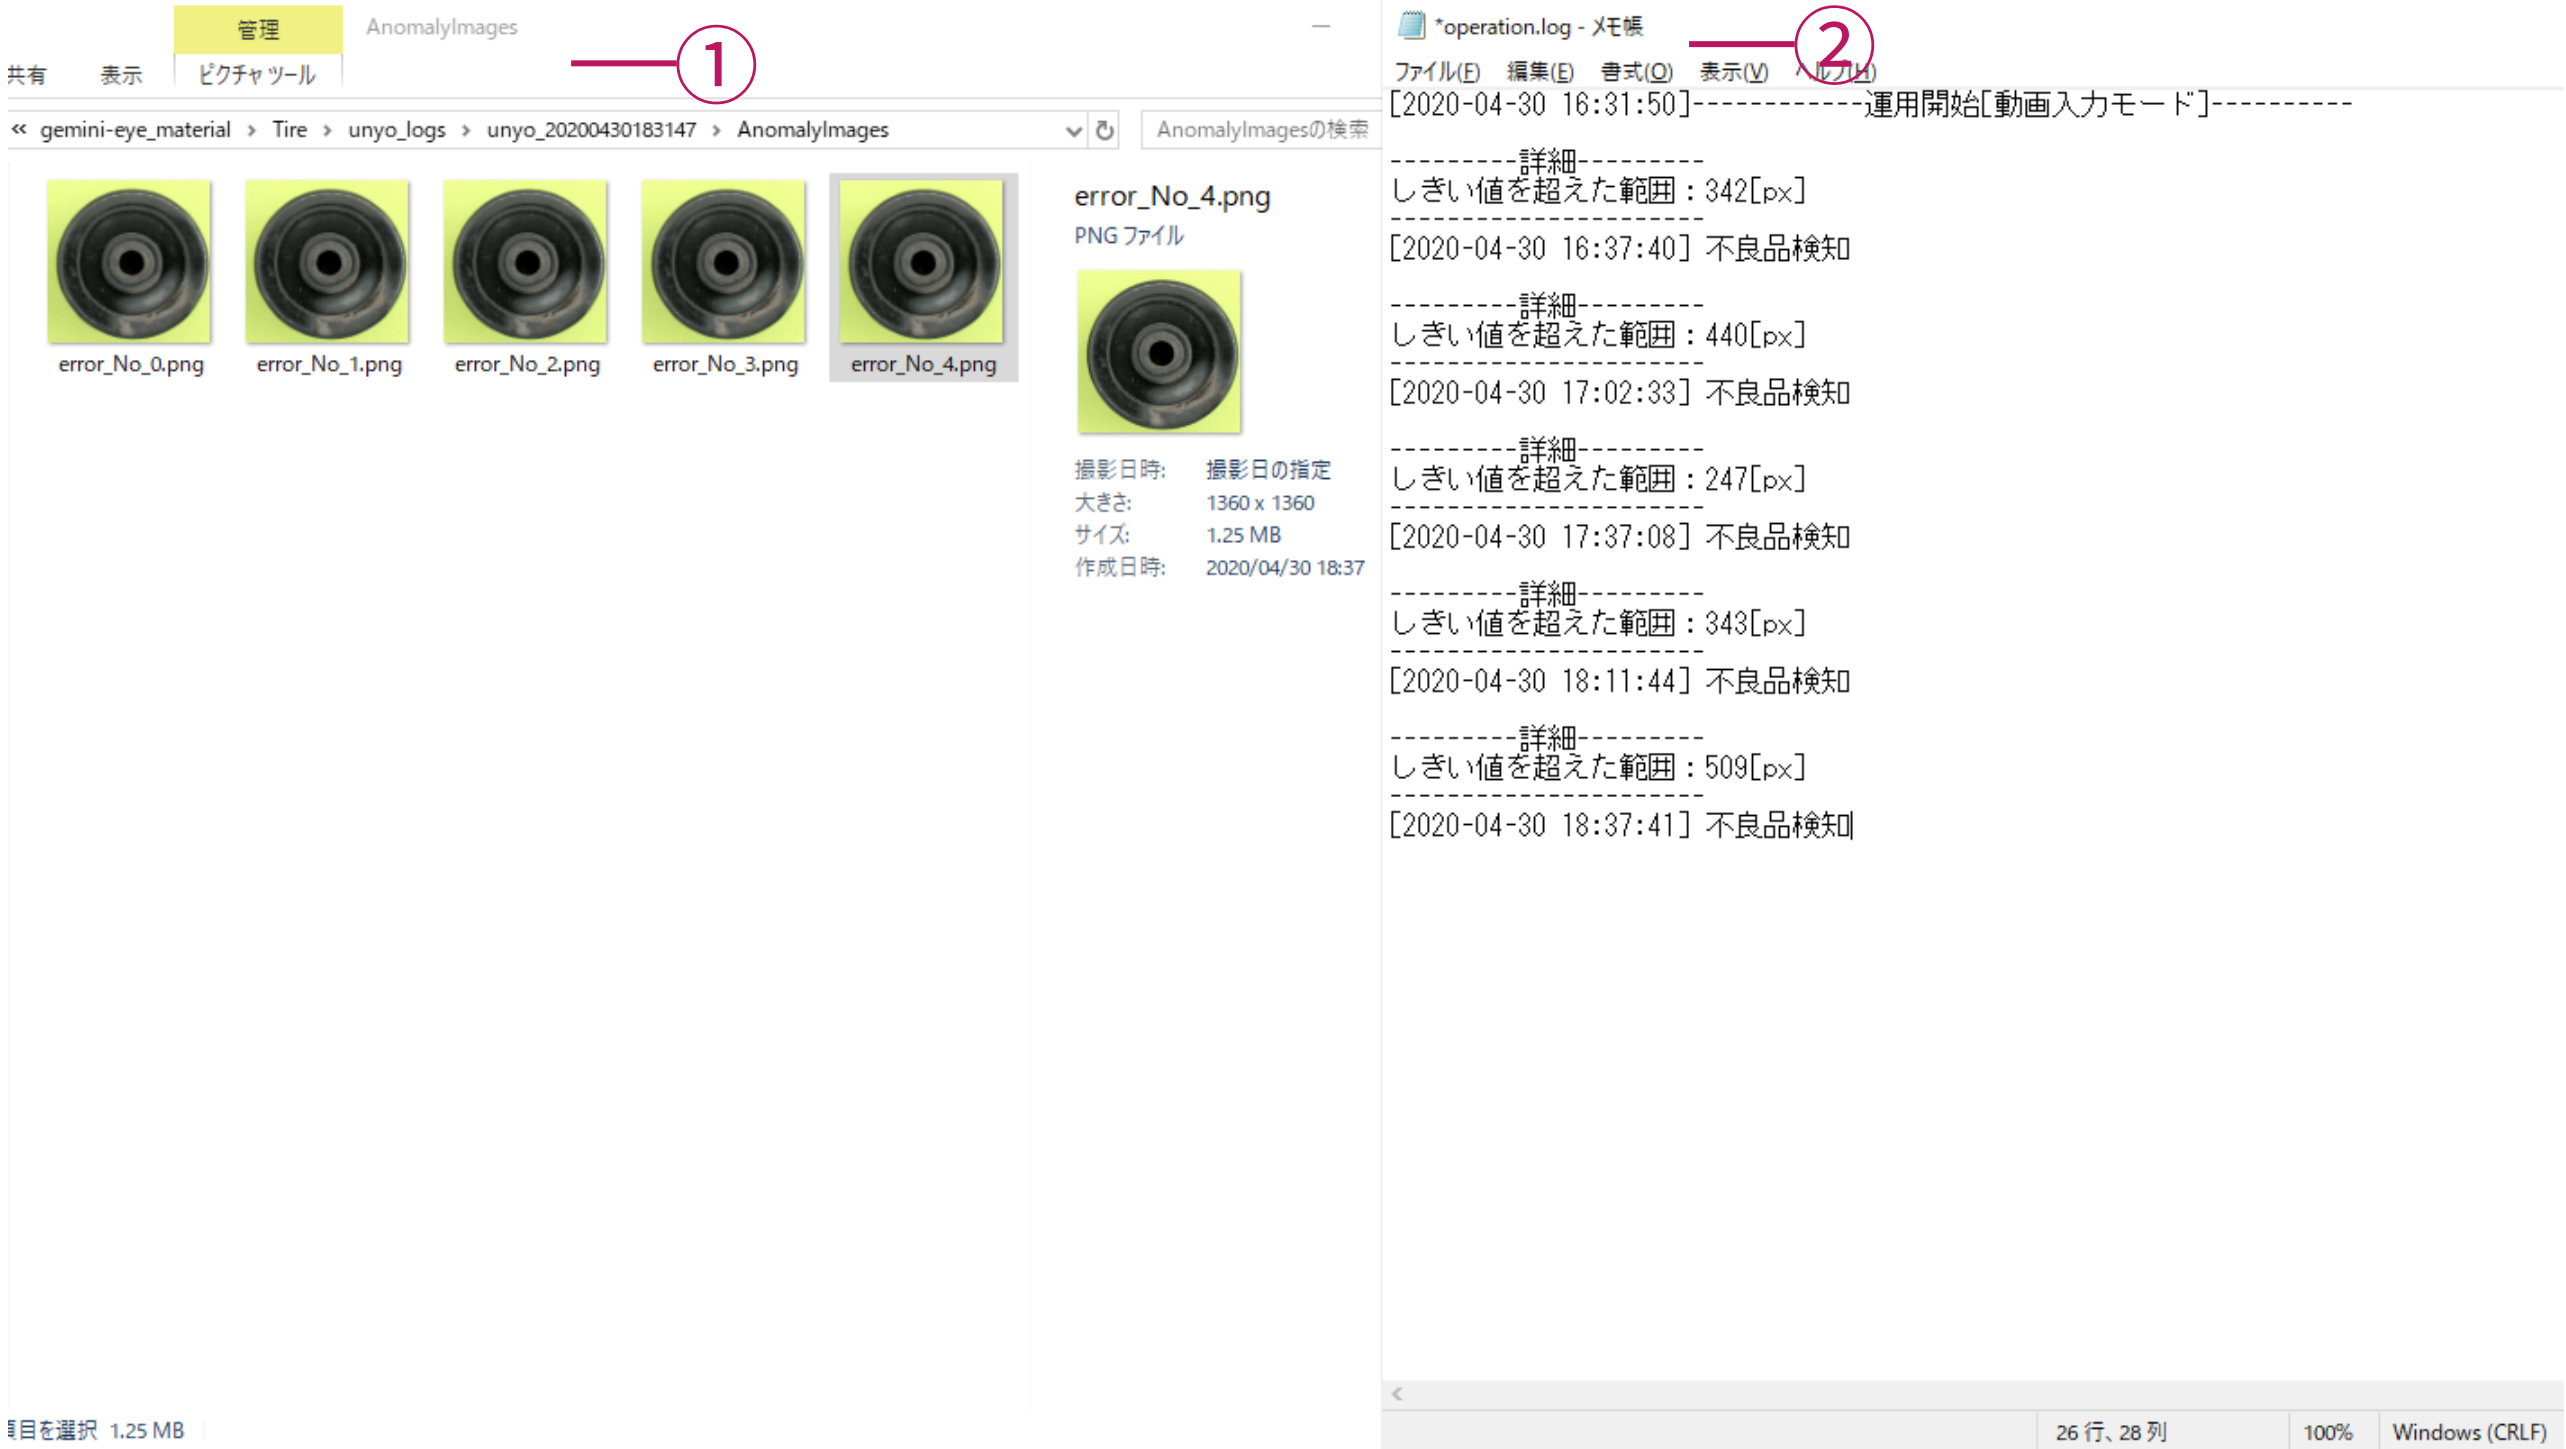 管理
AnomalyImages
共有
表示
ピクチャ ツール
①
« gemini-eye_material > Tire > unyo_logs > unyo_20200430183147 > AnomalyImages
AnomalyImagesの検索
error_No_0.png
error_No_1.png
error_No_2.png
error_No_3.png
error_No_4.png
error_No_4.png
PNG ファイル
撮影日時: 撮影日の指定
大きさ: 1360 x 1360
サイズ: 1.25 MB
作成日時: 2020/04/30 18:37
目を選択 1.25 MB
*operation.log - メモ帳
②
ファイル(F) 編集(E) 書式(O) 表示(V) ヘルプ(H)
[2020-04-30 16:31:50]------------運用開始[動画入力モード]----------
---------詳細---------
しきい値を超えた範囲：342[px]
----------------------
[2020-04-30 16:37:40] 不良品検知
---------詳細---------
しきい値を超えた範囲：440[px]
----------------------
[2020-04-30 17:02:33] 不良品検知
---------詳細---------
しきい値を超えた範囲：247[px]
----------------------
[2020-04-30 17:37:08] 不良品検知
---------詳細---------
しきい値を超えた範囲：343[px]
----------------------
[2020-04-30 18:11:44] 不良品検知
---------詳細---------
しきい値を超えた範囲：509[px]
----------------------
[2020-04-30 18:37:41] 不良品検知
26 行、28 列
100%
Windows (CRLF)